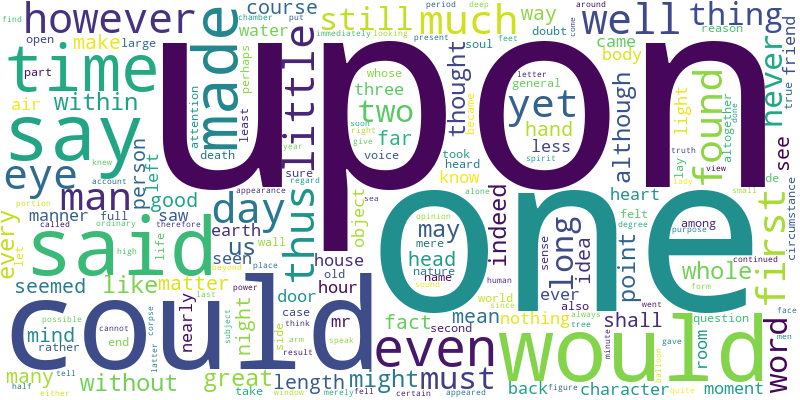 upon
one
could
would
said
say
time
made
even
man
day
eye
thus
little
first
found
never
much
well
thing
however
still
yet
two
must
may
might
great
night
without
within
word
whole
long
point
although
thought
indeed
far
way
see
us
mind
like
matter
good
many
every
seemed
person
manner
length
nothing
character
moment
back
room
shall
fact
mean
head
hand
less
three
know
hour
house
door
object
nearly
idea
heart
light
body
came
course
water
make
air
left
saw
seen
earth
mr
case
side
nature
old
name
ever
also
felt
sense
among
lay
altogether
true friend
reason
doubt
soul
deep
period
present
looking
immediately
feet
put
chamber
perhaps
large
open
find
part
attention
least
death
year
sure
voice
whose
soon
right
give
general
letter
spirit
took
heard
became
around
come
done
truth
view
lady
small
de
circumstance
purpose
degree
opinion
mere
alone
human
since
world
sound
second
question
form
continued
face
men
went
gave
minute
tree
always
balloon
quite
figure
appeared
certain
fell
merely
window
take
arm
result
speak
think
power
place
beyond
subject
last
latter
corpse
cannot
end
rather
possible
tell
half
either
let
called
ordinary
therefore
high
full
life
account
portion
knew
appearance
regard
wall
sea